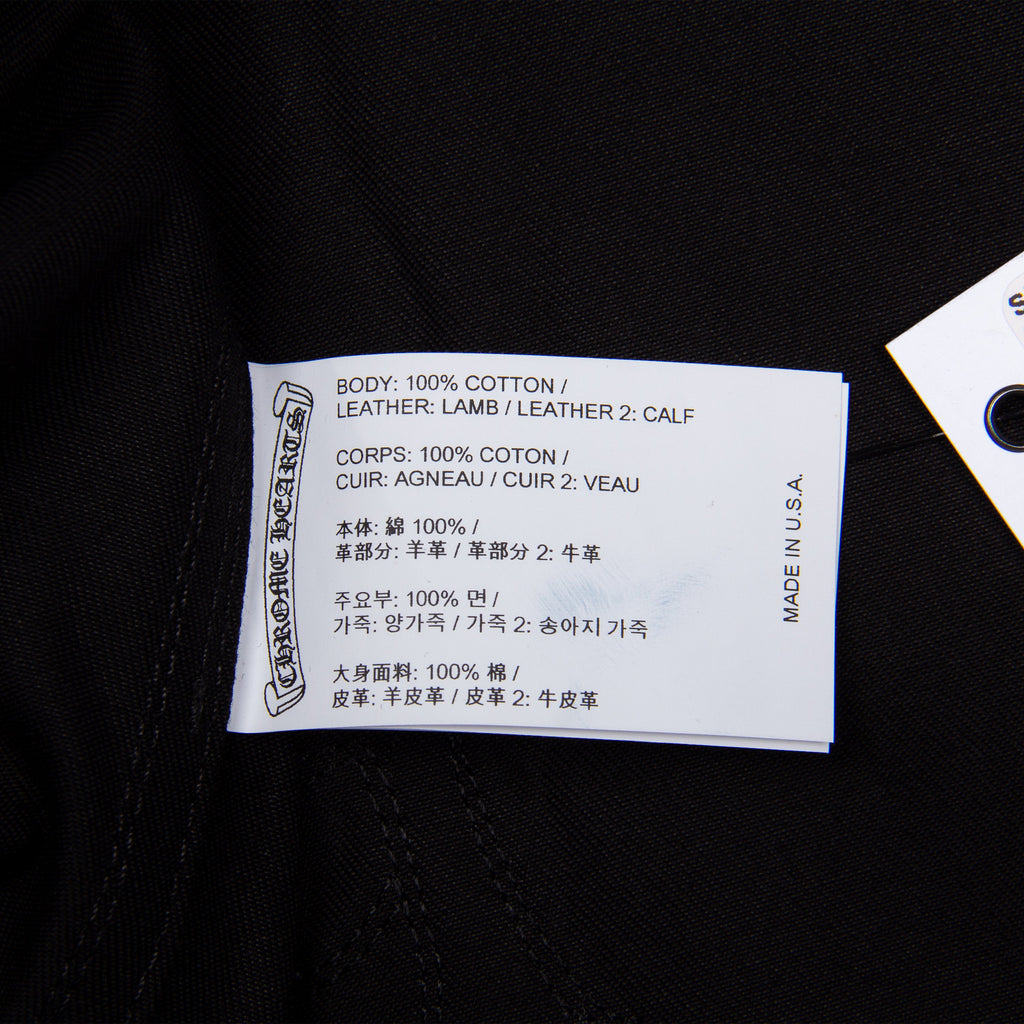 CHROME HEARTS
BODY: 100% COTTON /
LEATHER: LAMB / LEATHER 2: CALF
CORPS: 100% COTON /
CUIR: AGNEAU / CUIR 2: VEAU
本体: 綿 100% /
革部分: 羊革 / 革部分 2: 牛革
주요부: 100% 면 /
가죽: 양가죽 / 가죽 2: 송아지 가죽
大身面料: 100% 棉 /
皮革: 羊皮革 / 皮革 2: 牛皮革
MADE IN U.S.A.